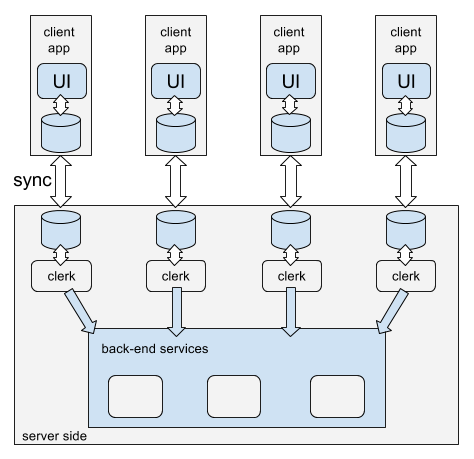 client
app
client
app
client
app
client
app
UI
UI
UI
UI
sync
clerk
clerk
clerk
clerk
back-end services
server side